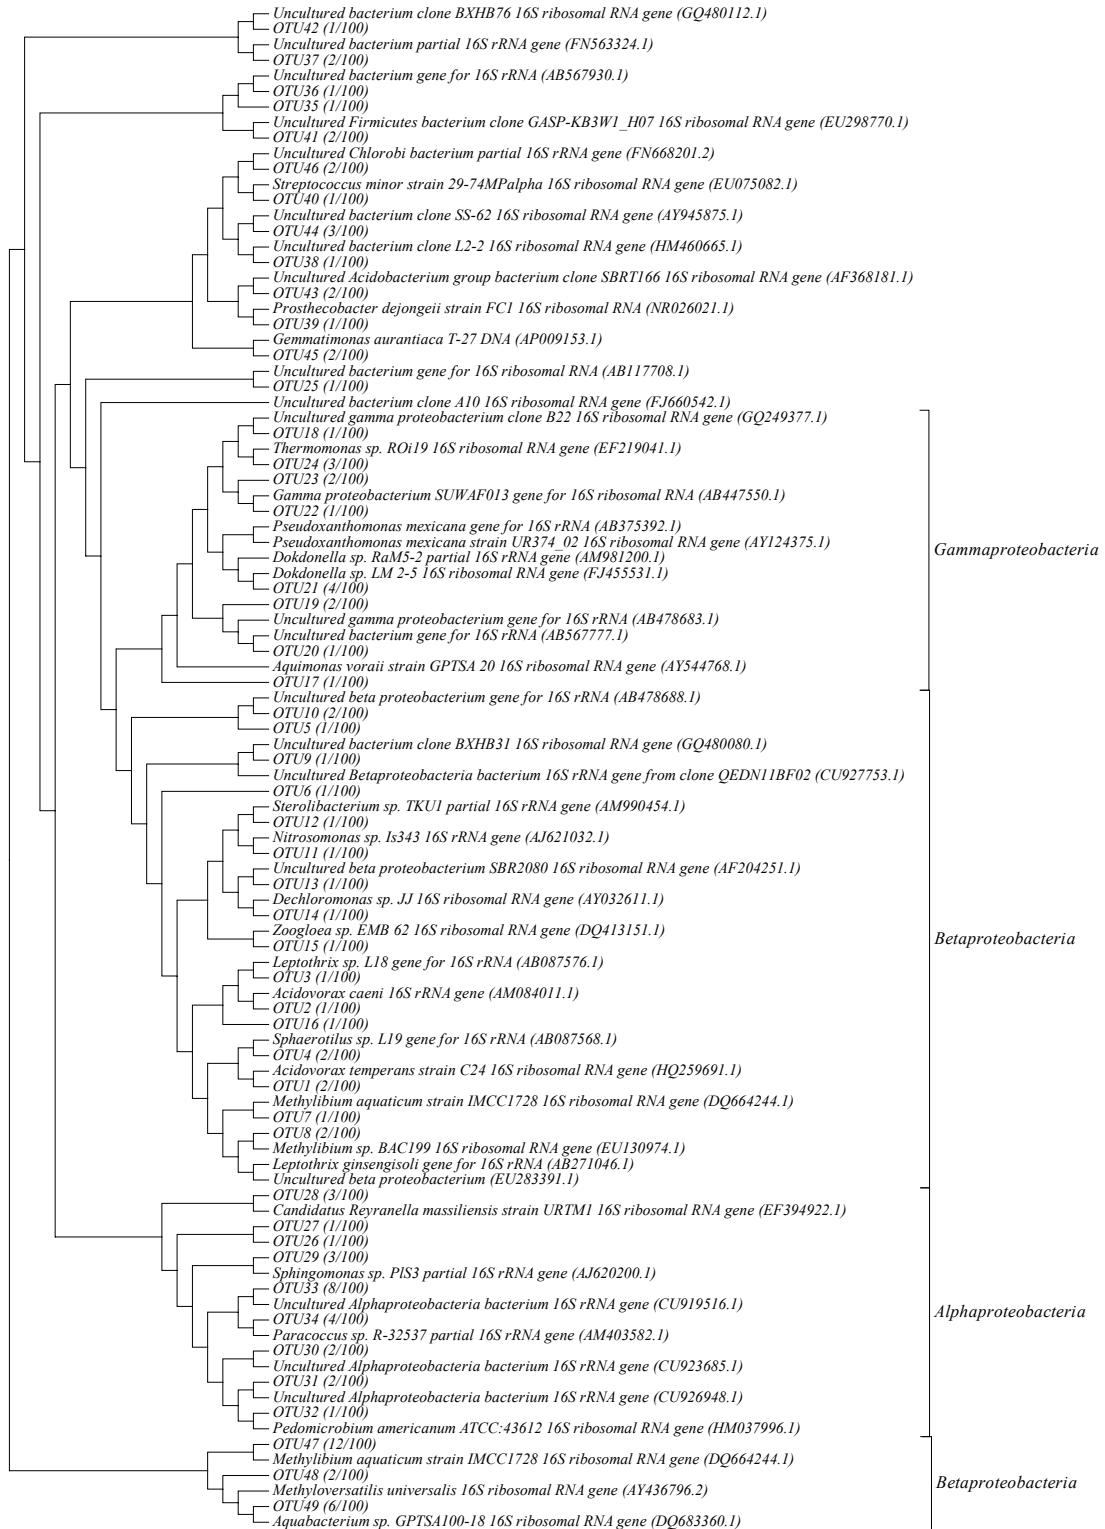 Uncultured bacterium clone BXHB76 16S ribosomal RNA gene (GQ480112.1)
OTU42 (1/100)
Uncultured bacterium partial 16S rRNA gene (FN563324.1)
OTU37 (2/100)
Uncultured bacterium gene for 16S rRNA (AB567930.1)
OTU36 (1/100)
OTU35 (1/100)
Uncultured Firmicutes bacterium clone GASP-KB3W1_H07 16S ribosomal RNA gene (EU298770.1)
OTU41 (2/100)
Uncultured Chlorobi bacterium partial 16S rRNA gene (FN668201.2)
OTU46 (2/100)
Streptococcus minor strain 29-74MPalpha 16S ribosomal RNA gene (EU075082.1)
OTU40 (1/100)
Uncultured bacterium clone SS-62 16S ribosomal RNA gene (AY945875.1)
OTU44 (3/100)
Uncultured bacterium clone L2-2 16S ribosomal RNA gene (HM460665.1)
OTU38 (1/100)
Uncultured Acidobacterium group bacterium clone SBRT166 16S ribosomal RNA gene (AF368181.1)
OTU43 (2/100)
Prosthecobacter dejongeii strain FC1 16S ribosomal RNA (NR026021.1)
OTU39 (1/100)
Gemmatimonas aurantiaca T-27 DNA (AP009153.1)
OTU45 (2/100)
Uncultured bacterium gene for 16S ribosomal RNA (AB117708.1)
OTU25 (1/100)
Uncultured bacterium clone A10 16S ribosomal RNA gene (FJ660542.1)
Uncultured gamma proteobacterium clone B22 16S ribosomal RNA gene (GQ249377.1)
OTU18 (1/100)
Thermomonas sp. ROi19 16S ribosomal RNA gene (EF219041.1)
OTU24 (3/100)
OTU23 (2/100)
Gamma proteobacterium SUWAF013 gene for 16S ribosomal RNA (AB447550.1)
OTU22 (1/100)
Pseudoxanthomonas mexicana gene for 16S rRNA (AB375392.1)
Pseudoxanthomonas mexicana strain UR374_02 16S ribosomal RNA gene (AY124375.1)
Dokdonella sp. RaM5-2 partial 16S rRNA gene (AM981200.1)
Gammaproteobacteria
Dokdonella sp. LM 2-5 16S ribosomal RNA gene (FJ455531.1)
OTU21 (4/100)
OTU19 (2/100)
Uncultured gamma proteobacterium gene for 16S rRNA (AB478683.1)
Uncultured bacterium gene for 16S rRNA (AB567777.1)
OTU20 (1/100)
Aquimonas voraii strain GPTSA 20 16S ribosomal RNA gene (AY544768.1)
OTU17 (1/100)
Uncultured beta proteobacterium gene for 16S rRNA (AB478688.1)
OTU10 (2/100)
OTU5 (1/100)
Uncultured bacterium clone BXHB31 16S ribosomal RNA gene (GQ480080.1)
OTU9 (1/100)
Uncultured Betaproteobacteria bacterium 16S rRNA gene from clone QEDN11BF02 (CU927753.1)
OTU6 (1/100)
Sterolibacterium sp. TKU1 partial 16S rRNA gene (AM990454.1)
OTU12 (1/100)
Nitrosomonas sp. Is343 16S rRNA gene (AJ621032.1)
OTU11 (1/100)
Uncultured beta proteobacterium SBR2080 16S ribosomal RNA gene (AF204251.1)
OTU13 (1/100)
Dechloromonas sp. JJ 16S ribosomal RNA gene (AY032611.1)
OTU14 (1/100)
Zoogloea sp. EMB 62 16S ribosomal RNA gene (DQ413151.1)
Betaproteobacteria
OTU15 (1/100)
Leptothrix sp. L18 gene for 16S rRNA (AB087576.1)
OTU3 (1/100)
Acidovorax caeni 16S rRNA gene (AM084011.1)
OTU2 (1/100)
OTU16 (1/100)
Sphaerotilus sp. L19 gene for 16S rRNA (AB087568.1)
OTU4 (2/100)
Acidovorax temperans strain C24 16S ribosomal RNA gene (HQ259691.1)
OTU1 (2/100)
Methylibium aquaticum strain IMCC1728 16S ribosomal RNA gene (DQ664244.1)
OTU7 (1/100)
OTU8 (2/100)
Methylibium sp. BAC199 16S ribosomal RNA gene (EU130974.1)
Leptothrix ginsengisoli gene for 16S rRNA (AB271046.1)
Uncultured beta proteobacterium (EU283391.1)
OTU28 (3/100)
Candidatus Reyranella massiliensis strain URTM1 16S ribosomal RNA gene (EF394922.1)
OTU27 (1/100)
OTU26 (1/100)
OTU29 (3/100)
Sphingomonas sp. PlS3 partial 16S rRNA gene (AJ620200.1)
OTU33 (8/100)
Uncultured Alphaproteobacteria bacterium 16S rRNA gene (CU919516.1)
Alphaproteobacteria
OTU34 (4/100)
Paracoccus sp. R-32537 partial 16S rRNA gene (AM403582.1)
OTU30 (2/100)
Uncultured Alphaproteobacteria bacterium 16S rRNA gene (CU923685.1)
OTU31 (2/100)
Uncultured Alphaproteobacteria bacterium 16S rRNA gene (CU926948.1)
OTU32 (1/100)
Pedomicrobium americanum ATCC:43612 16S ribosomal RNA gene (HM037996.1)
OTU47 (12/100)
Methylibium aquaticum strain IMCC1728 16S ribosomal RNA gene (DQ664244.1)
OTU48 (2/100)
Betaproteobacteria
Methyloversatilis universalis 16S ribosomal RNA gene (AY436796.2)
OTU49 (6/100)
Aquabacterium sp. GPTSA100-18 16S ribosomal RNA gene (DQ683360.1)